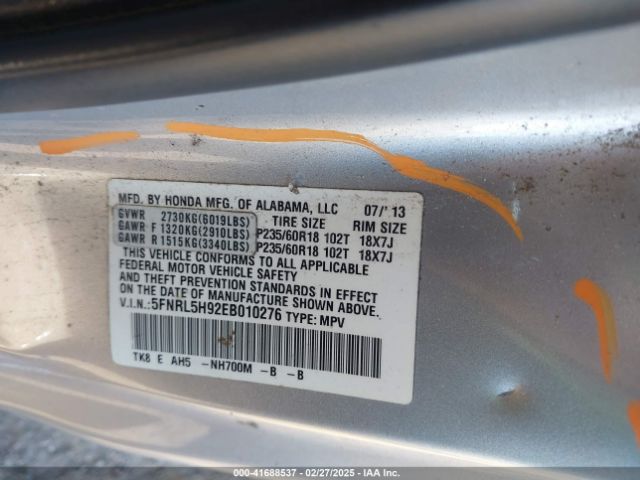 MFD. BY HONDA MFG. OF ALABAMA, LLC 07/'13
GVWR 2730KG(6019LBS) TIRE SIZE RIM SIZE
GAWR F 1320KG(2910LBS) P235/60R18 102T 18X7J
GAWR R 1515KG(3340LBS) P235/60R18 102T 18X7J
THIS VEHICLE CONFORMS TO ALL APPLICABLE
FEDERAL MOTOR VEHICLE SAFETY
AND THEFT PREVENTION STANDARDS IN EFFECT
ON THE DATE OF MANUFACTURE SHOWN ABOVE.
V.I.N.:5FNRL5H92EB010276 TYPE: MPV
TK8 E AH5 -NH700M -B -B
000-41688537 - 02/27/2025 - IAA Inc.